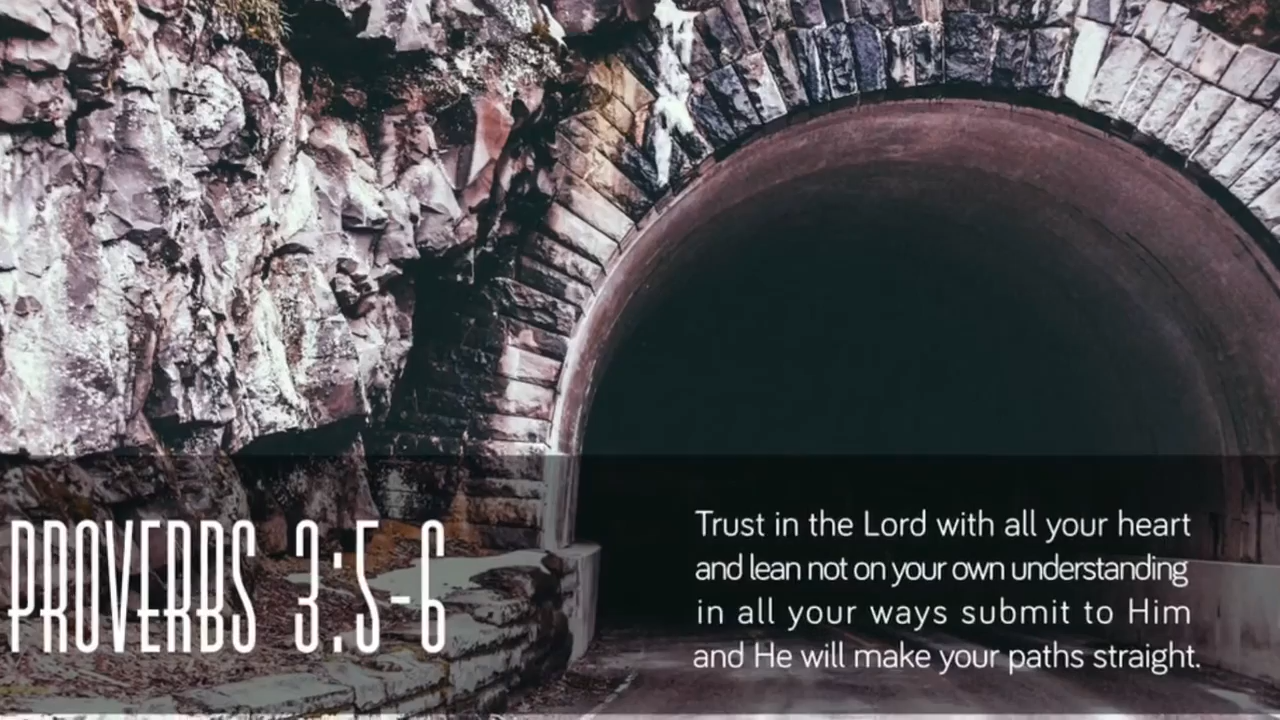 PROVERBS 3:5-6
Trust in the Lord with all your heart
and lean not on your own understanding
in all your ways submit to Him
and He will make your paths straight.